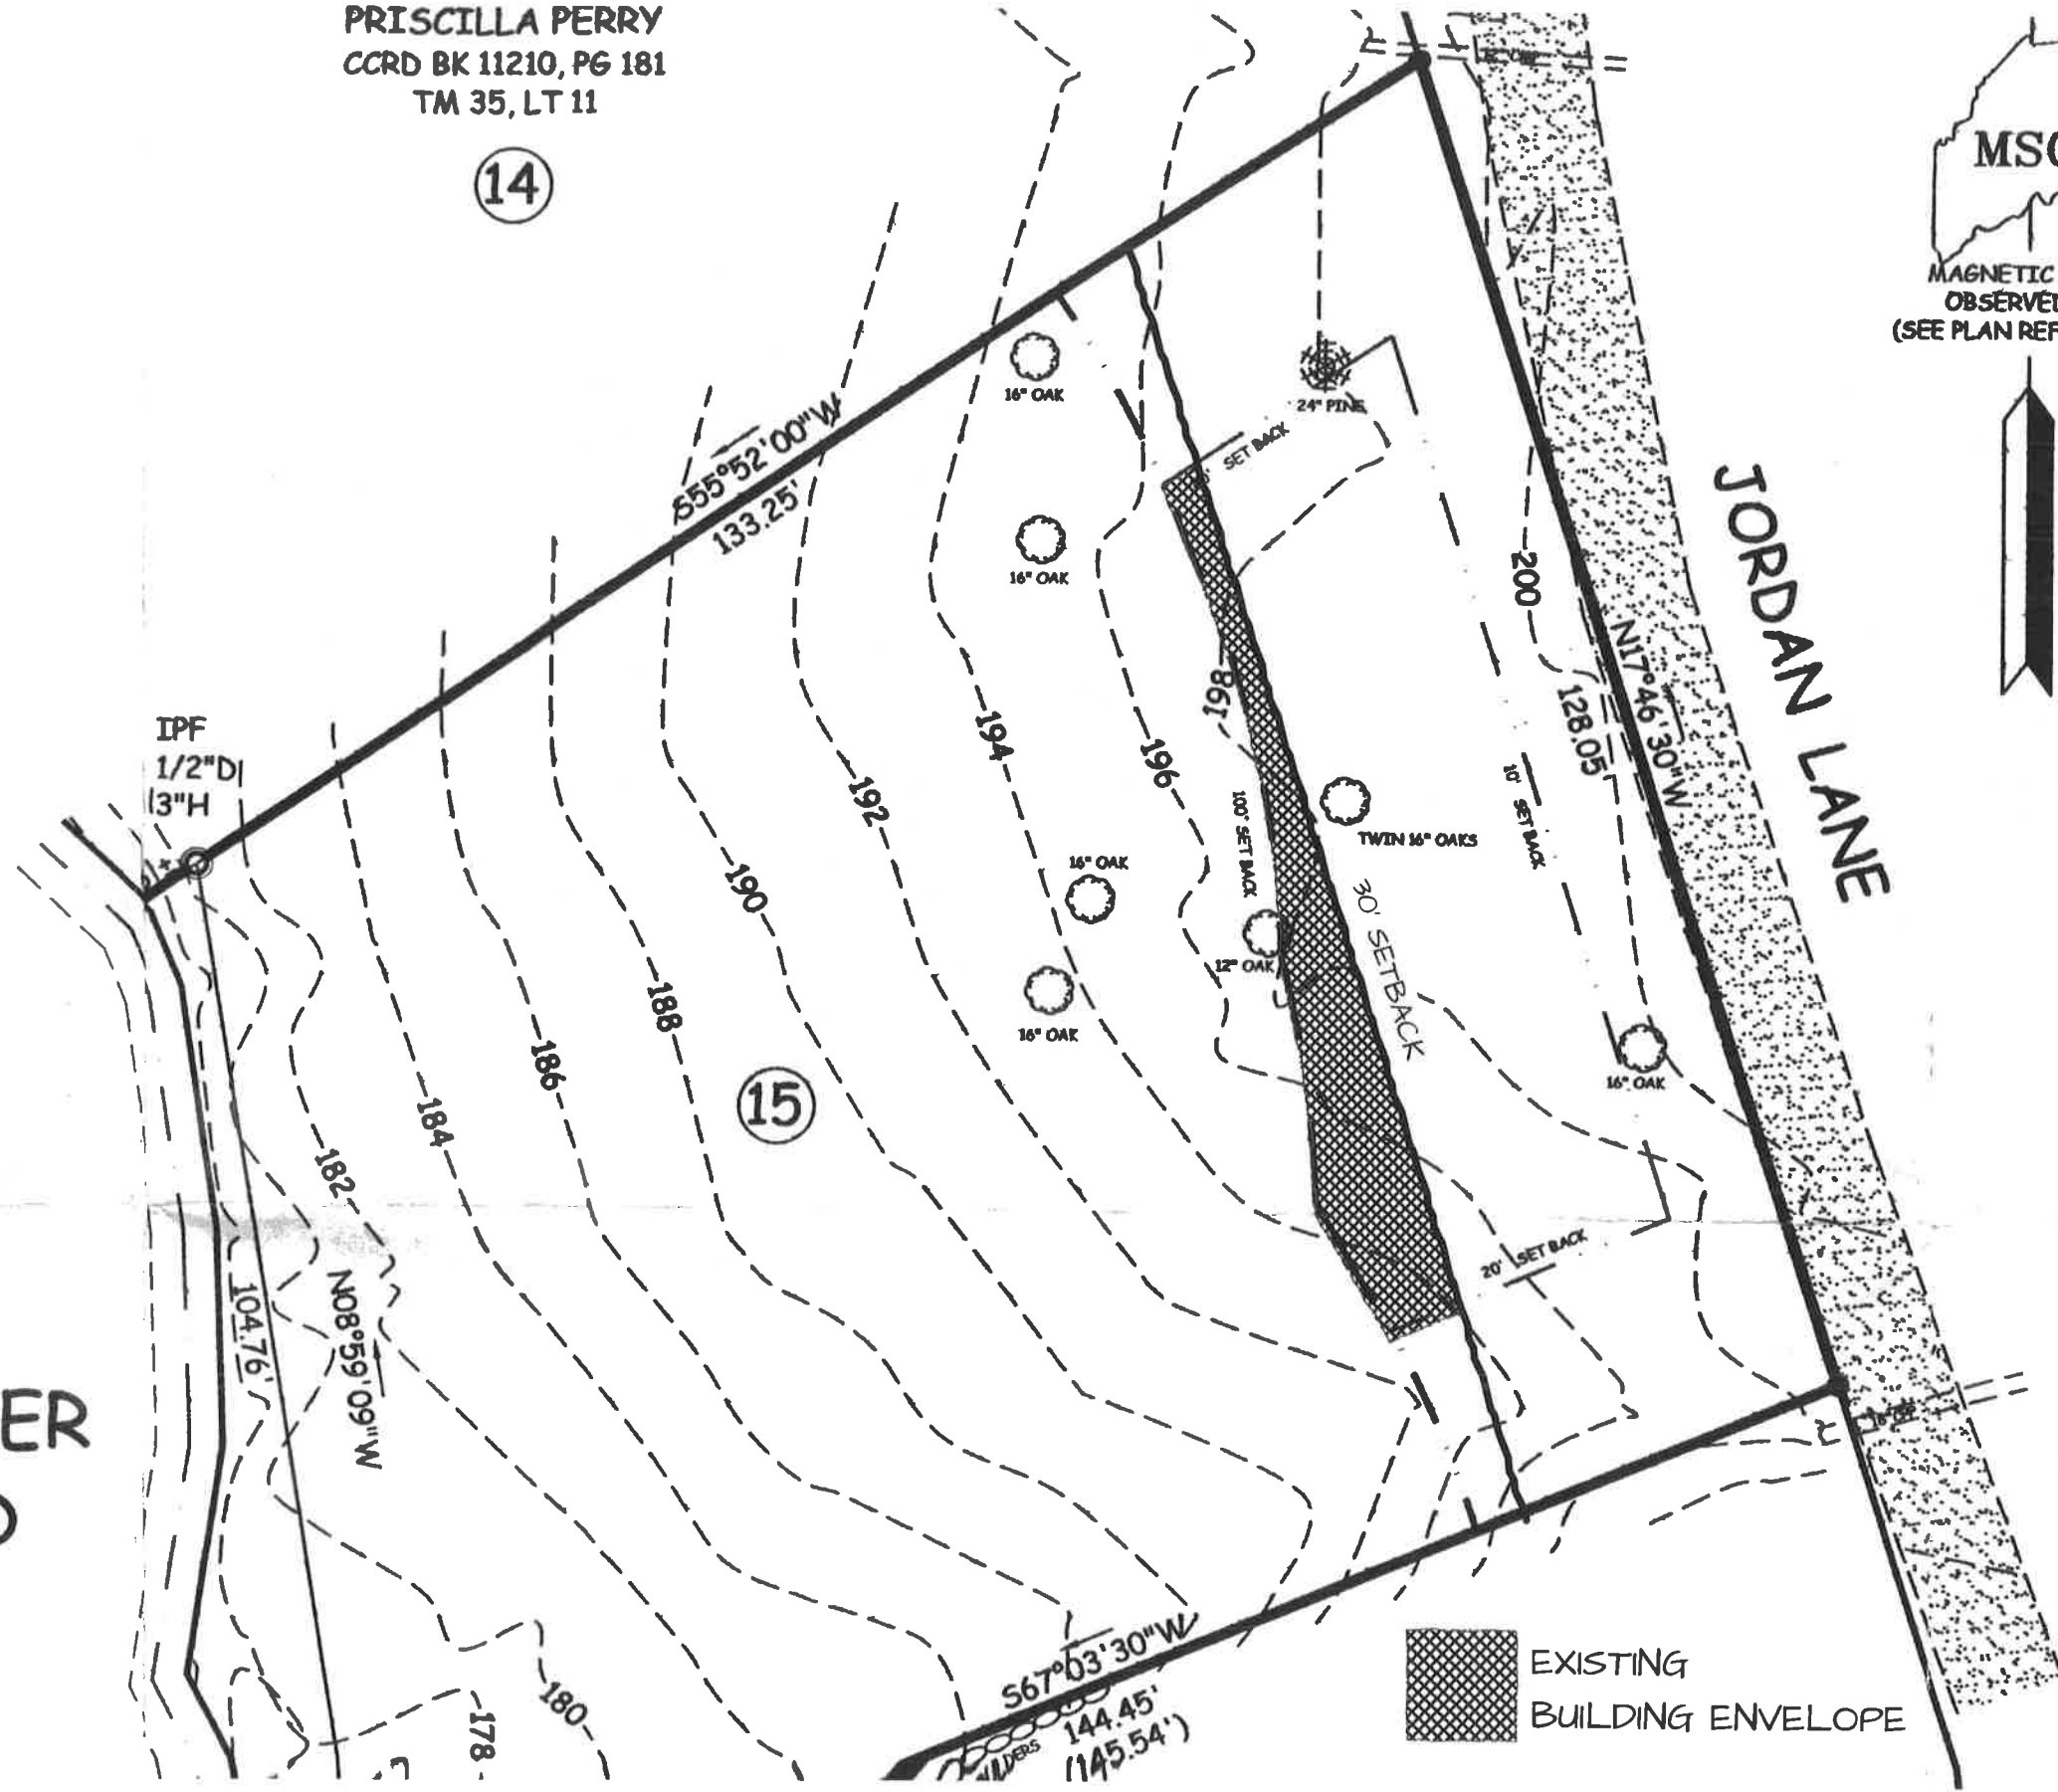 PRISCILLA PERRY
CCRD BK 11210, PG 181
TM 35, LT 11
14
MAGNETIC
OBSERVED
(SEE PLAN REF
16" OAK
24" PINE
SET BACK
S55°52'00"W
133.25'
16" OAK
JORDAN LANE
200
N17°46'30"W
128.05
198
194
196
192
190
188
186
184
182
IPF
1/2"D
3"H
10' SET BACK
100' SET BACK
TWIN 16" OAKS
16" OAK
30' SETBACK
12" OAK
16" OAK
16" OAK
15
20' SET BACK
104.76'
N08°59'09"W
ER
S67°03'30"W
144.45'
(145.54')
180
178
EXISTING
BUILDING ENVELOPE